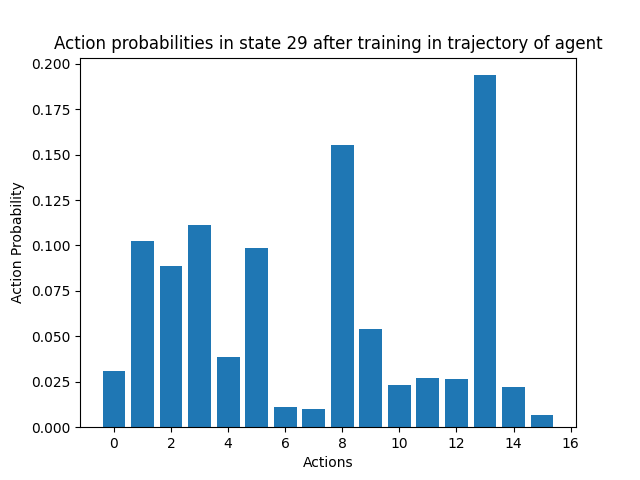 Action probabilities in state 29 after training in trajectory of agent
0.200
0.175
0.150
0.125
0.100
0.075
0.050
0.025
0.000
Action Probability
0 2 4 6 8 10 12 14 16
Actions